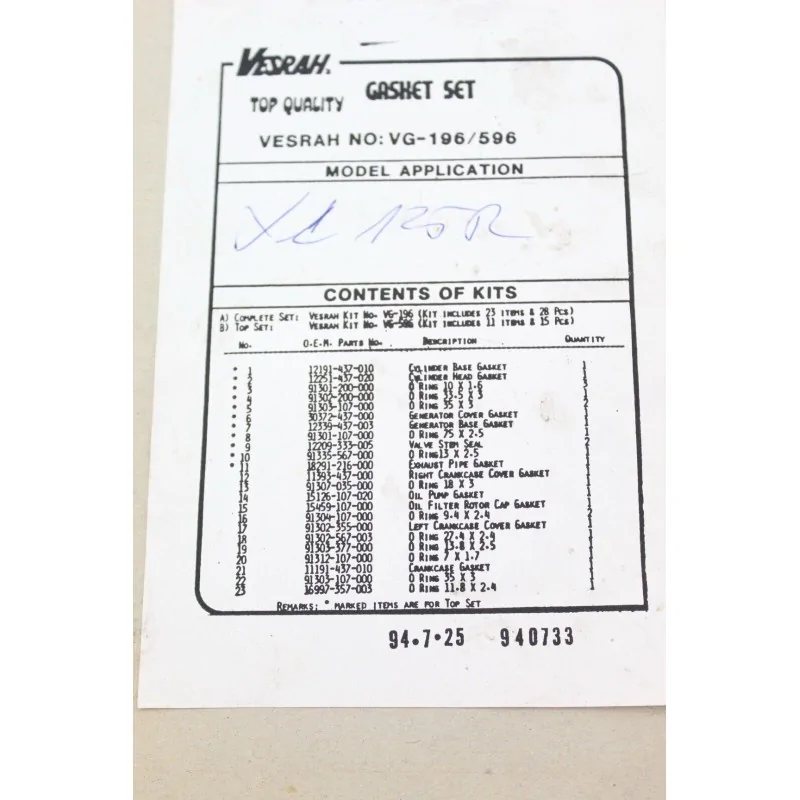 VESRAH.
GASKET SET
TOP QUALITY
VESRAH NO: VG-196/596
MODEL APPLICATION
125R
CONTENTS OF KITS
A) COMPLETE SET: VESRAH KIT NO. VG-196 (KIT INCLUDES 23 ITEMS & 28 PCS)
B) TOP SET: VESRAH KIT NO. VG-596 (KIT INCLUDES 11 ITEMS & 15 PCS)
NO. O.E.M. PARTS NO. DESCRIPTION QUANTITY
* 1 12191-437-010 CYLINDER BASE GASKET 1
* 2 12251-437-020 CYLINDER HEAD GASKET 1
* 3 91301-200-000 O RING 10 X 1.6
* 4 91302-200-000 O RING 33.5 X 3
* 5 91303-107-000 O RING 35 X 3
* 6 30372-437-000 GENERATOR COVER GASKET 1
* 7 12339-437-003 GENERATOR BASE GASKET 1
* 8 91301-107-000 O RING 75 X 2.5
* 9 12209-333-005 VALVE STEM SEAL 2
* 10 91335-567-000 O RING 13 X 2.5
* 11 18291-216-000 EXHAUST PIPE GASKET 1
12 11393-437-000 RIGHT CRANKCASE COVER GASKET 1
13 91307-035-000 O RING 18 X 3
14 15126-107-020 OIL PUMP GASKET 1
15 15459-107-000 OIL FILTER ROTOR CAP GASKET 1
16 91304-107-000 O RING 9.4 X 2.4
17 91302-355-000 LEFT CRANKCASE COVER GASKET
18 91302-567-003 O RING 27.4 X 2.4
19 91303-377-000 O RING 13.8 X 2.5
20 91312-107-000 O RING 7 X 1.7
21 11191-437-010 CRANKCASE GASKET 1
22 91303-107-000 O RING 35 X 3 1
23 16997-357-003 O RING 11.8 X 2.4 1
REMARKS: * MARKED ITEMS ARE FOR TOP SET
94.7.25 940733